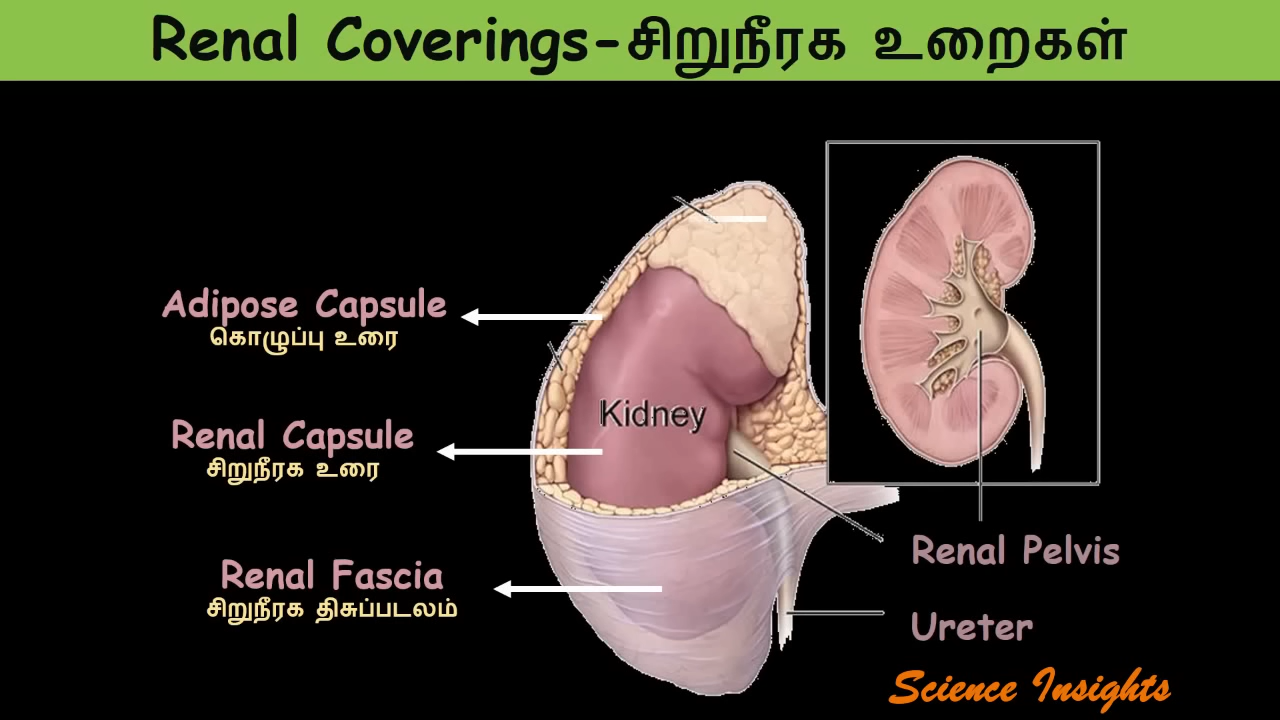 Renal Coverings-சிறுநீரக உறைகள்
Adipose Capsule
கொழுப்பு உரை
Renal Capsule
சிறுநீரக உரை
Renal Fascia
சிறுநீரக திசுப்படலம்
Kidney
Renal Pelvis
Ureter
Science Insights